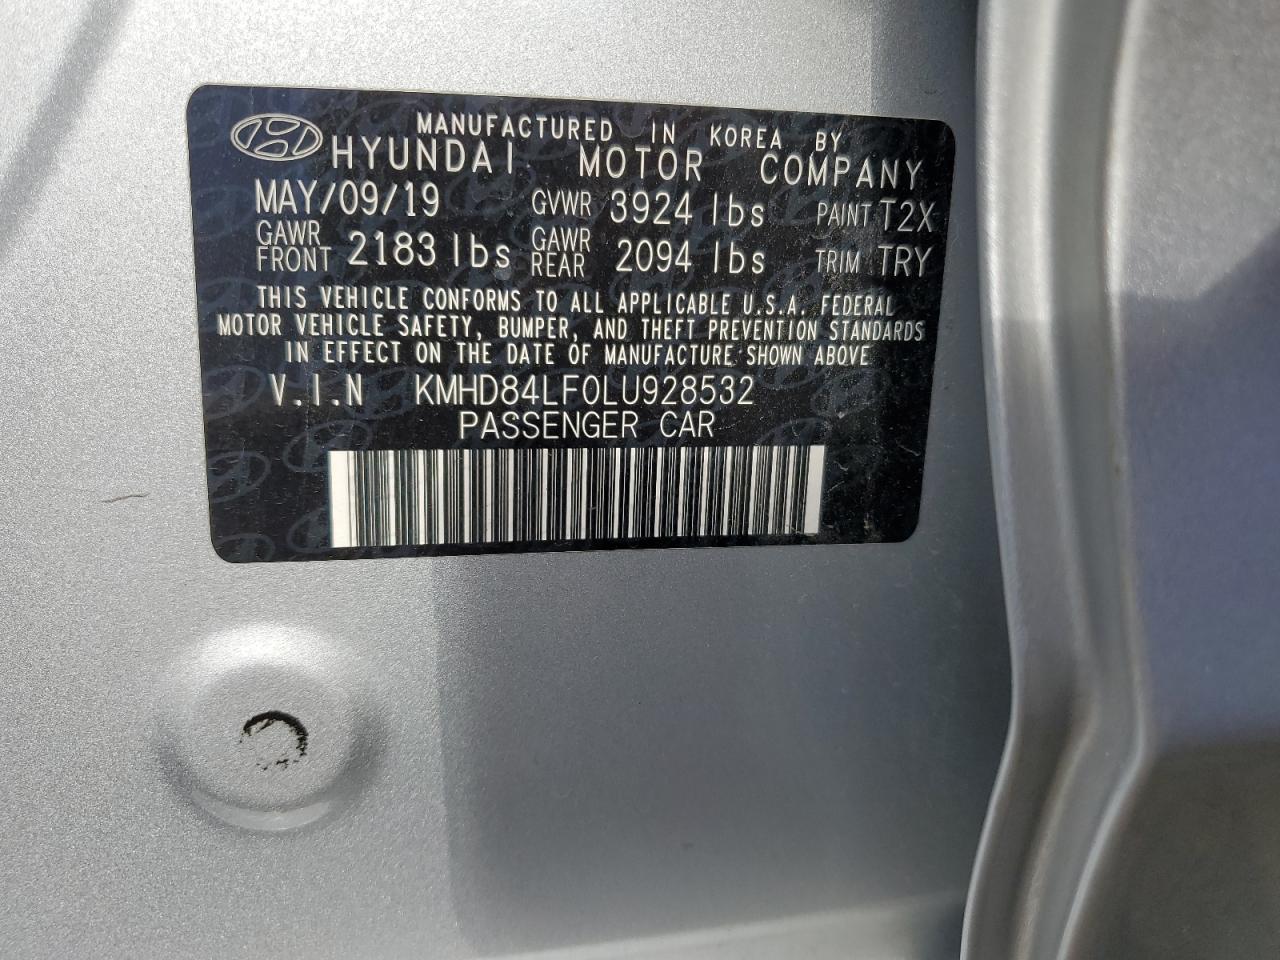 MANUFACTURED IN KOREA BY
HYUNDAI MOTOR COMPANY
MAY/09/19 GVWR 3924 lbs PAINT T2X
GAWR FRONT 2183 lbs GAWR REAR 2094 lbs TRIM TRY
THIS VEHICLE CONFORMS TO ALL APPLICABLE U.S.A. FEDERAL
MOTOR VEHICLE SAFETY, BUMPER, AND THEFT PREVENTION STANDARDS
IN EFFECT ON THE DATE OF MANUFACTURE SHOWN ABOVE
V.I.N KMHD84LF0LU928532
PASSENGER CAR